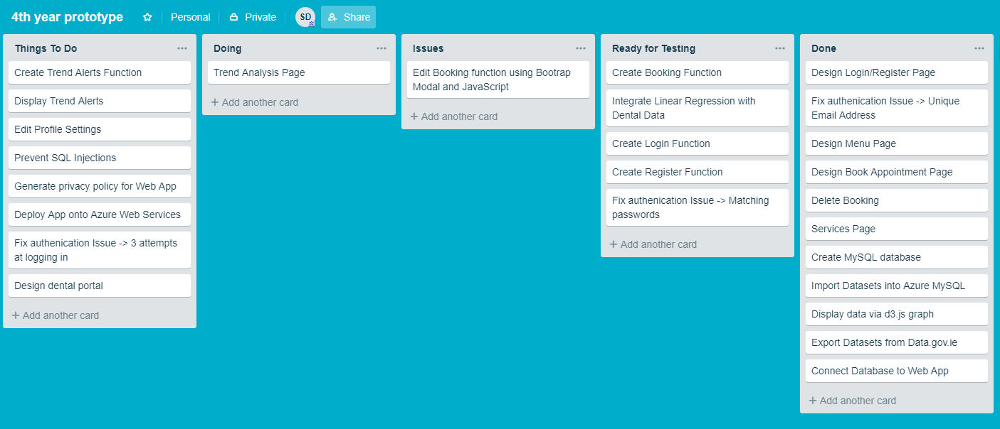 4th year prototype
Personal
Private
SD
Share
Things To Do
Create Trend Alerts Function
Display Trend Alerts
Edit Profile Settings
Prevent SQL Injections
Generate privacy policy for Web App
Deploy App onto Azure Web Services
Fix authenication Issue -> 3 attempts
at logging in
Design dental portal
+ Add another card
Doing
Trend Analysis Page
+ Add another card
Issues
Edit Booking function using Bootrap
Modal and JavaScript
+ Add another card
Ready for Testing
Create Booking Function
Integrate Linear Regression with
Dental Data
Create Login Function
Create Register Function
Fix authenication Issue -> Matching
passwords
+ Add another card
Done
Design Login/Register Page
Fix authenication Issue -> Unique
Email Address
Design Menu Page
Design Book Appointment Page
Delete Booking
Services Page
Create MySQL database
Import Datasets into Azure MySQL
Display data via d3.js graph
Export Datasets from Data.gov.ie
Connect Database to Web App
+ Add another card